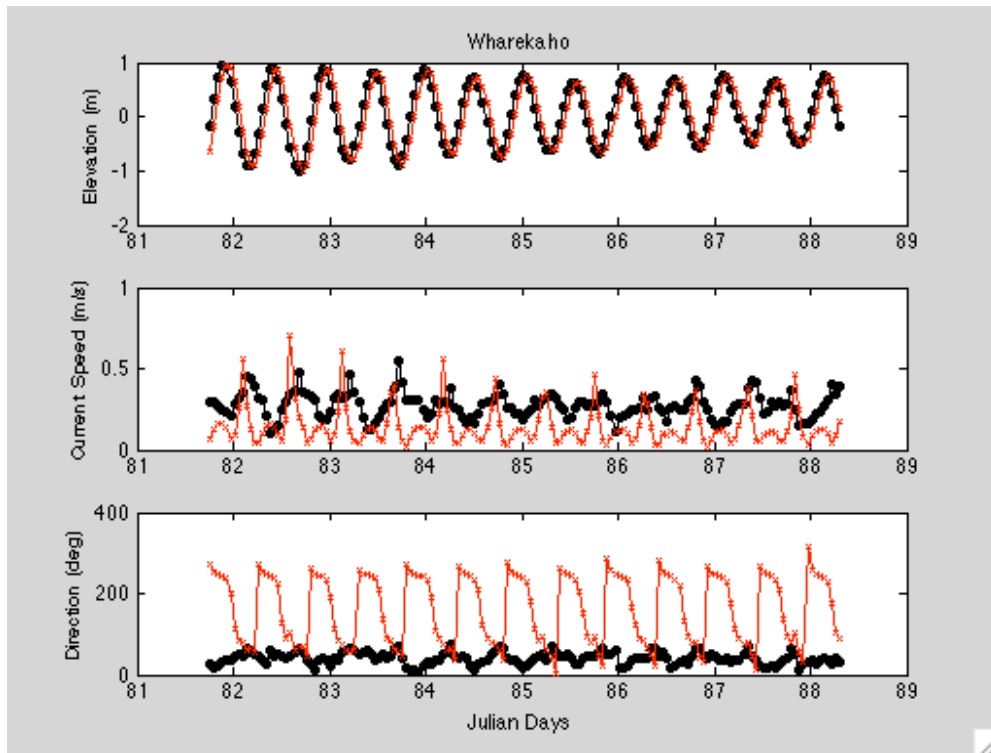 Wharekaho
Elevation (m)
1
0
-1
-2
81 82 83 84 85 86 87 88 89
Current Speed (m/s)
1
0.5
0
81 82 83 84 85 86 87 88 89
Direction (deg)
400
200
0
81 82 83 84 85 86 87 88 89
Julian Days